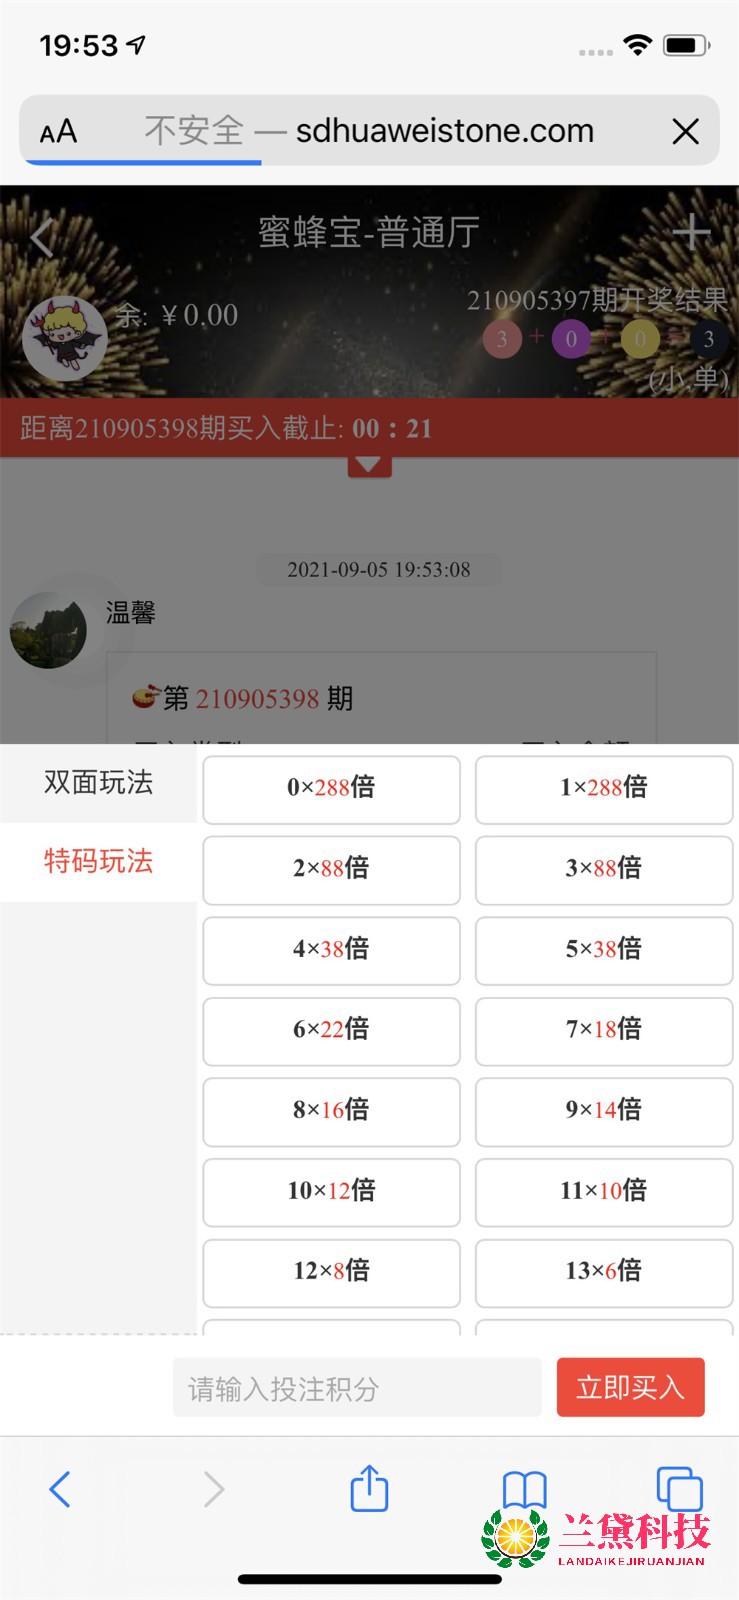 19:53
AA 不安全 — sdhuaweistone.com
蜜蜂宝-普通厅
210905397期开奖结果
余: ￥0.00
3 + 0 + 0 = 3
(小,单)
距离210905398期买入截止: 00 : 21
2021-09-05 19:53:08
温馨
第 210905398 期
双面玩法
特码玩法
0×288倍 1×288倍
2×88倍 3×88倍
4×38倍 5×38倍
6×22倍 7×18倍
8×16倍 9×14倍
10×12倍 11×10倍
12×8倍 13×6倍
请输入投注积分 立即买入
兰黛科技
LANDAIKEJIRUANJIAN